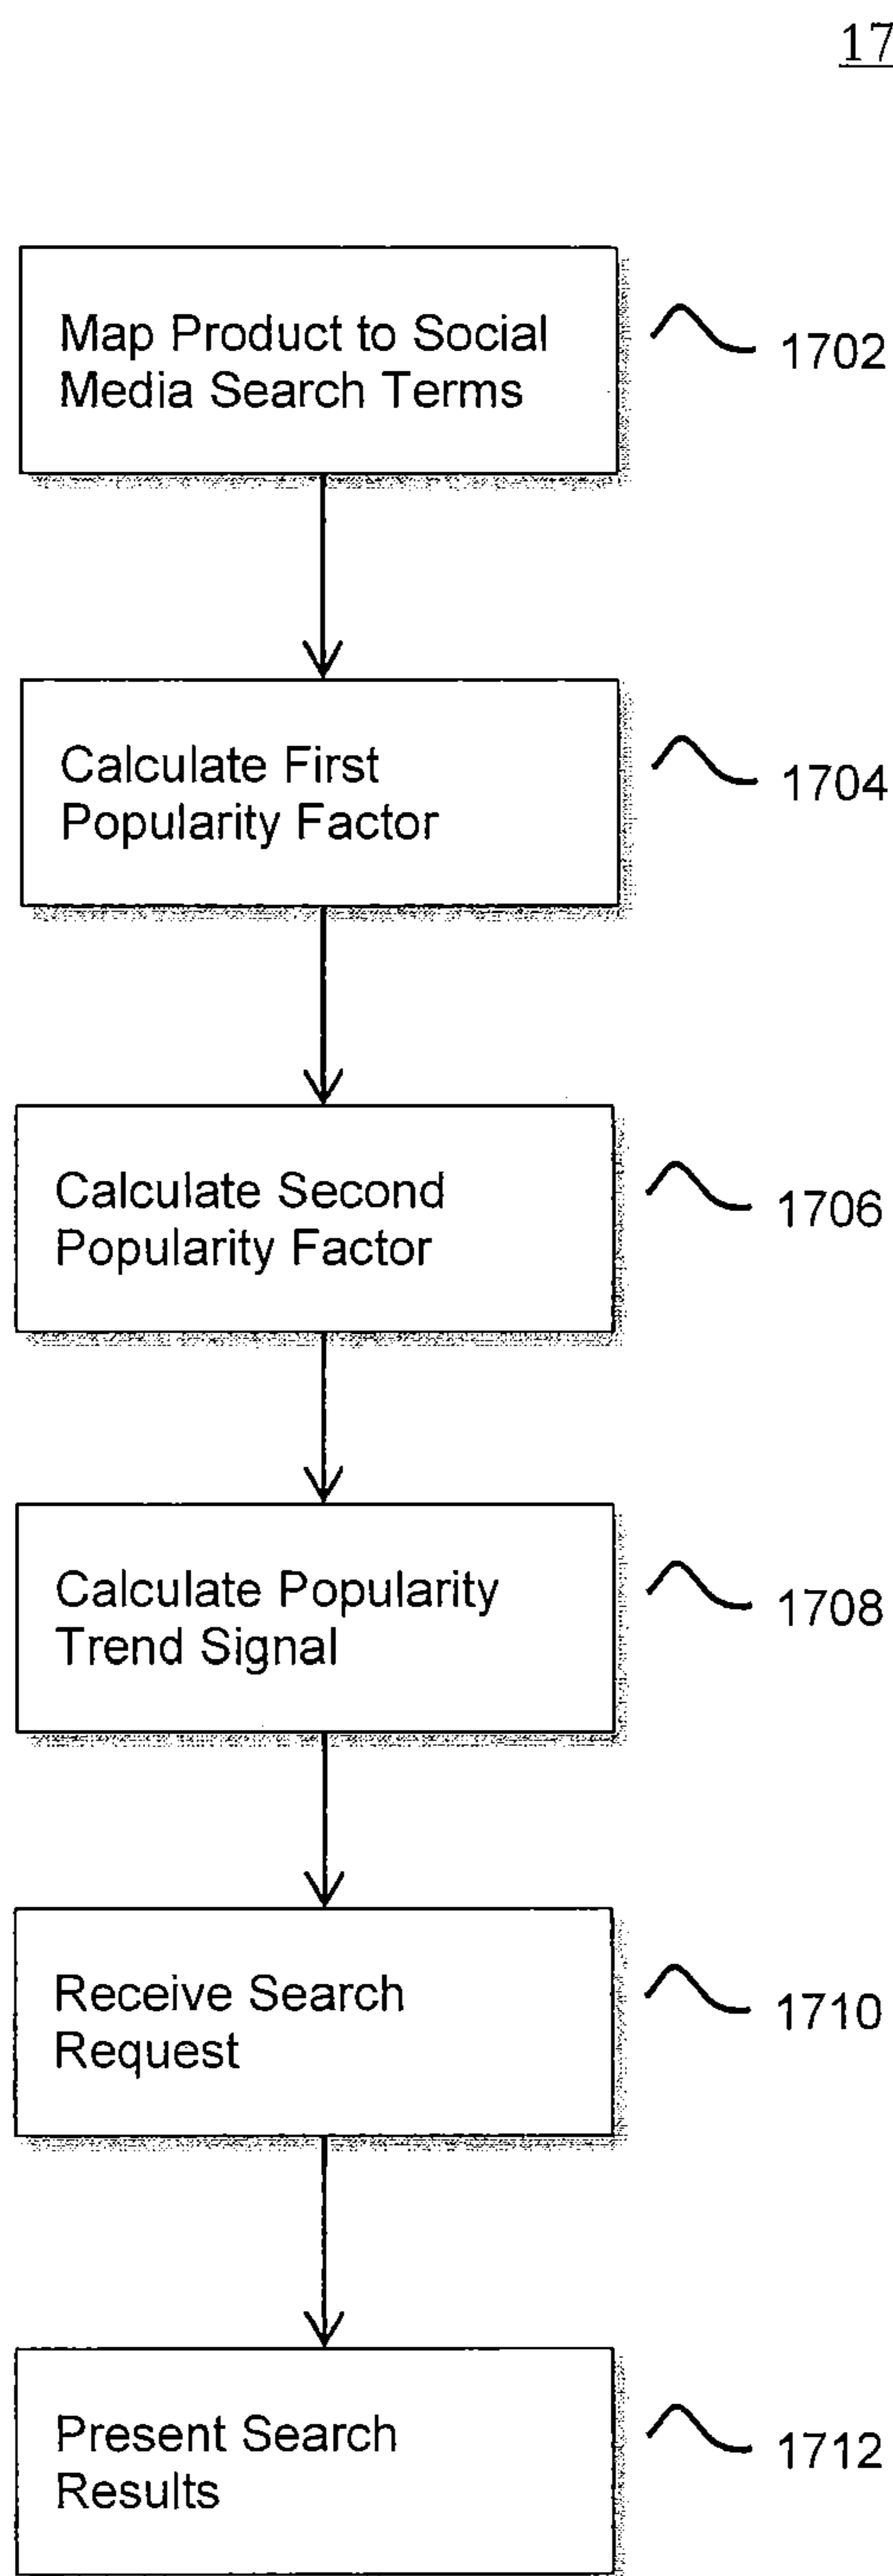 17
Map Product to Social
Media Search Terms
1702
Calculate First
Popularity Factor
1704
Calculate Second
Popularity Factor
1706
Calculate Popularity
Trend Signal
1708
Receive Search
Request
1710
Present Search
Results
1712